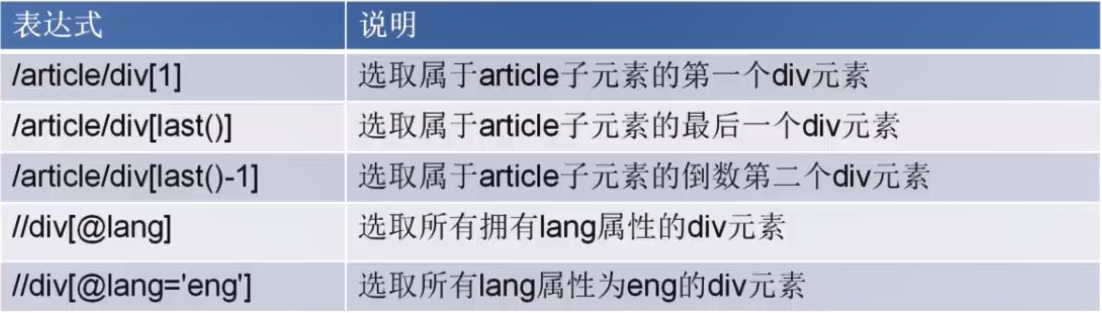 表达式 说明
/article/div[1] 选取属于article子元素的第一个div元素
/article/div[last()] 选取属于article子元素的最后一个div元素
/article/div[last()-1] 选取属于article子元素的倒数第二个div元素
//div[@lang] 选取所有拥有lang属性的div元素
//div[@lang='eng'] 选取所有lang属性为eng的div元素